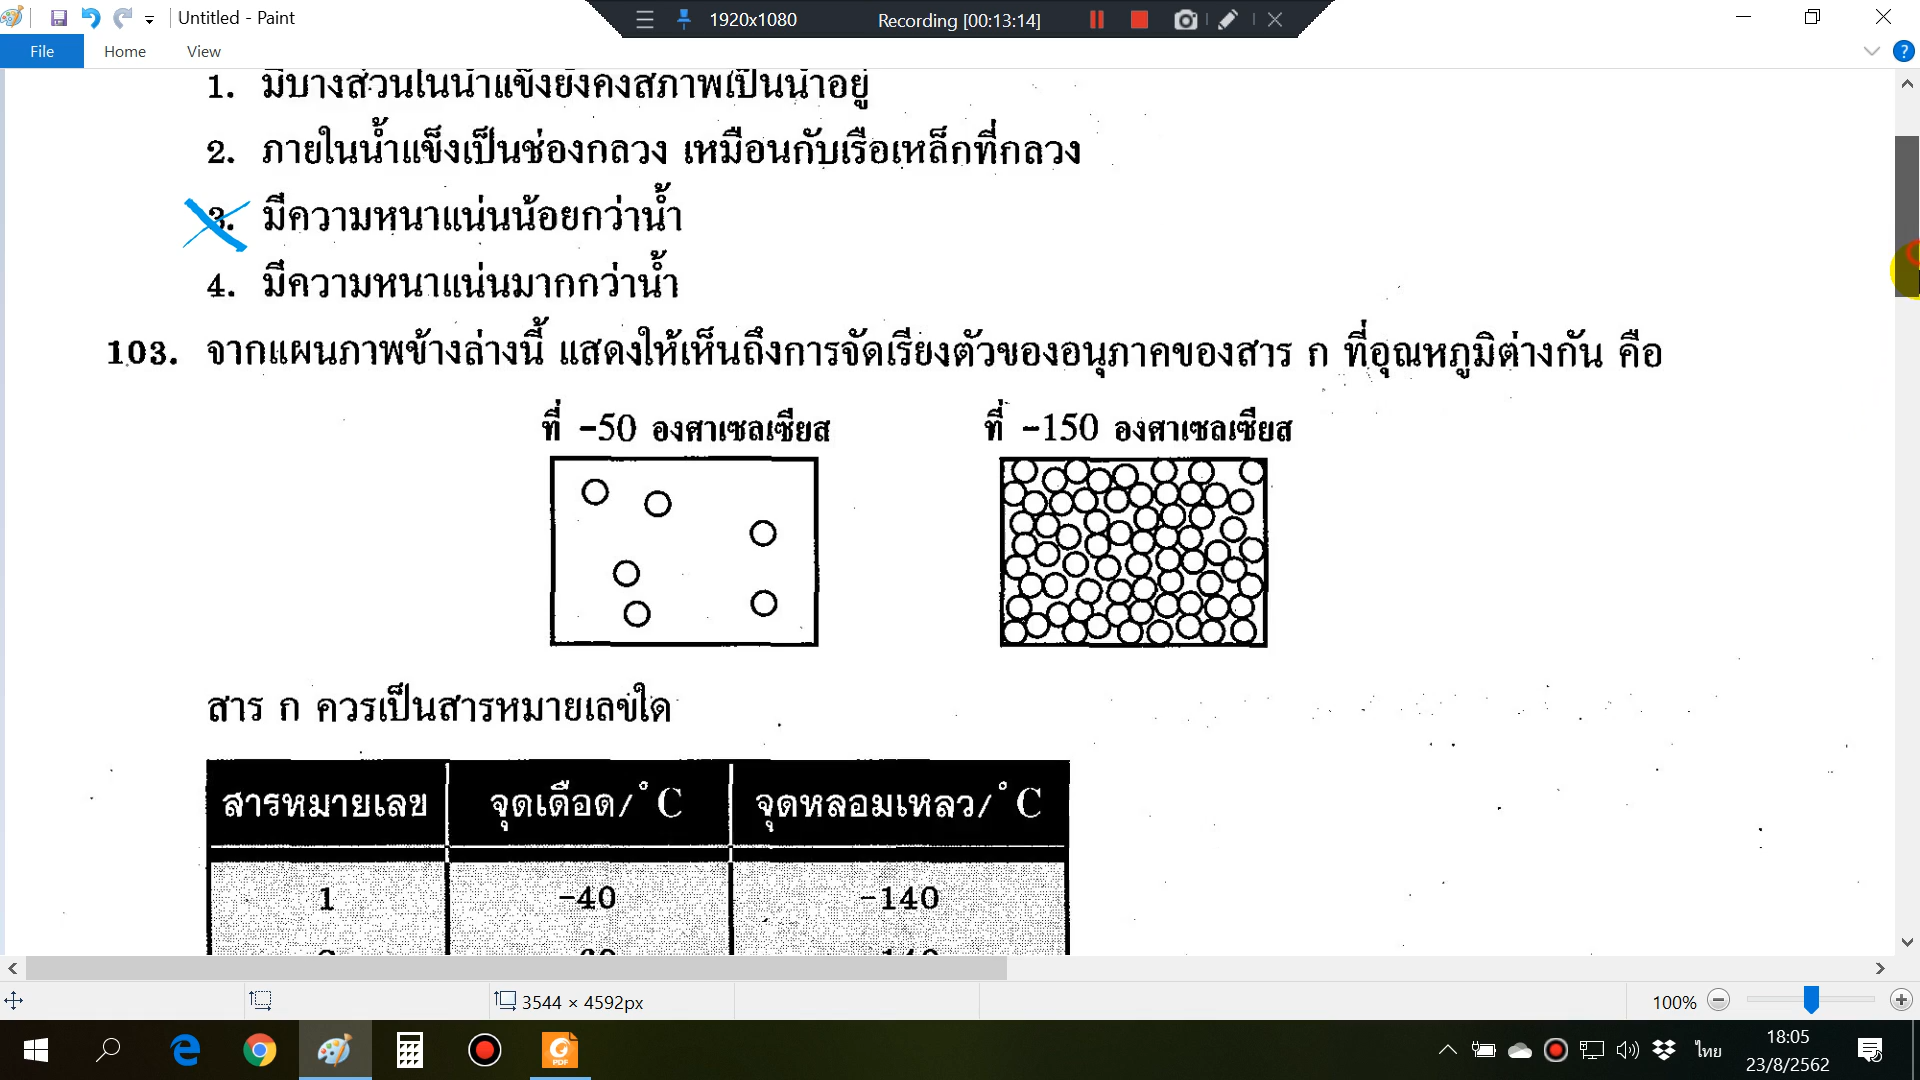 Untitled - Paint
1920x1080
Recording [00:13:14]
File
Home
View
1. มีบางส่วนในน้ำแข็งยังคงสภาพเป็นน้ำอยู่
2. ภายในน้ำแข็งเป็นช่องกลวง เหมือนกับเรือเหล็กที่กลวง
3. มีความหนาแน่นน้อยกว่าน้ำ
4. มีความหนาแน่นมากกว่าน้ำ
103. จากแผนภาพข้างล่างนี้ แสดงให้เห็นถึงการจัดเรียงตัวของอนุภาคของสาร ก ที่อุณหภูมิต่างกัน คือ
ที่ -50 องศาเซลเซียส
ที่ -150 องศาเซลเซียส
สาร ก ควรเป็นสารหมายเลขใด
สารหมายเลข จุดเดือด/°C จุดหลอมเหลว/°C
1 -40 -140
3544 × 4592px
100%
PDF
ไทย
18:05
23/8/2562